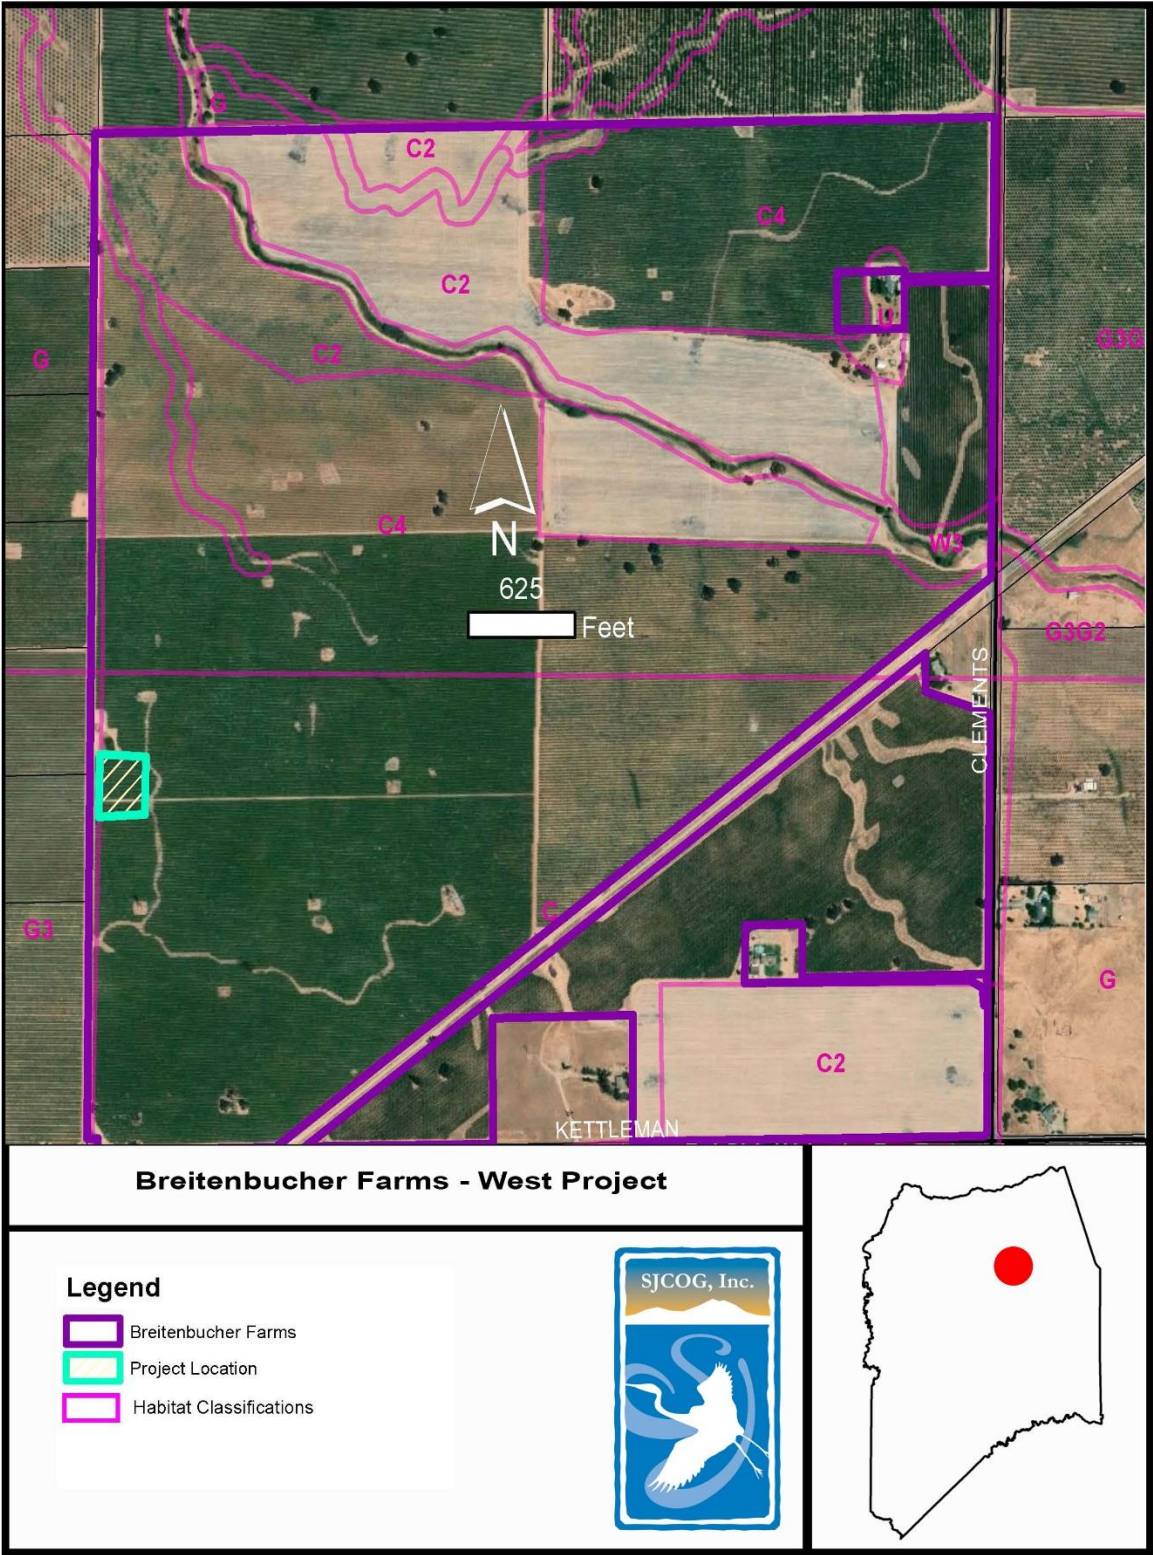 G
C2
C4
C2
U
G3G
G
C2
C4
N
W3
625
Feet
G3G2
CLEMENTS
C
G3
G
C2
KETTLEMAN
Breitenbucher Farms - West Project
Legend
Breitenbucher Farms
Project Location
Habitat Classifications
SJCOG, Inc.